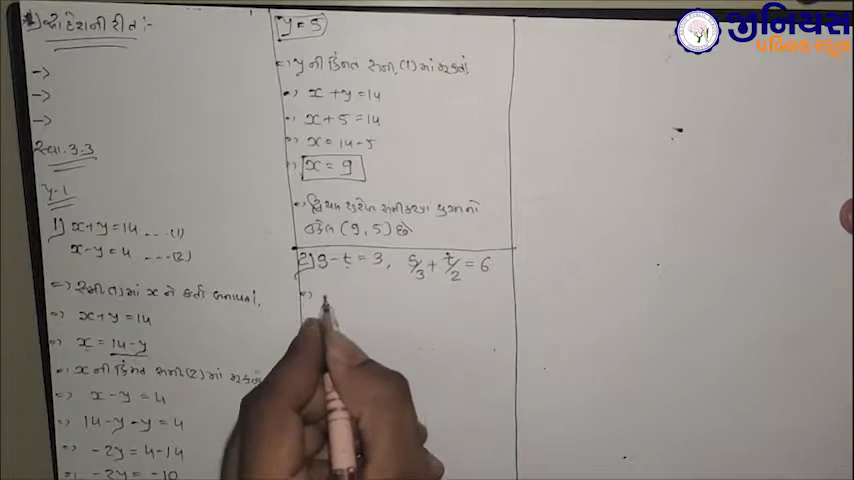 આદેશની રીત :-
->
->
->
સ્વા. 3.3
પ્ર-1
1) x+y=14 ....(1)
x-y=4 ....(2)
=> સમી.(1)માં x ને કર્તા બનાવતાં,
=> x+y=14
=> x = 14-y
=> x ની કિંમત સમી(2)માં મૂકતાં
=> x-y=4
=> 14-y-y=4
=> -2y=4-14
=> -2y=-10
y=5
=> y ની કિંમત સમી.(1)માં મૂકતાં
=> x+y=14
=> x+5=14
=> x=14-5
=> x=9
=> દ્વિચલ સુરેખ સમીકરણ યુગ્મનો
ઉકેલ (9,5) છે
2) s-t=3, s/3+t/2=6
=>
જીનિયસ
પબ્લિક સ્કૂલ